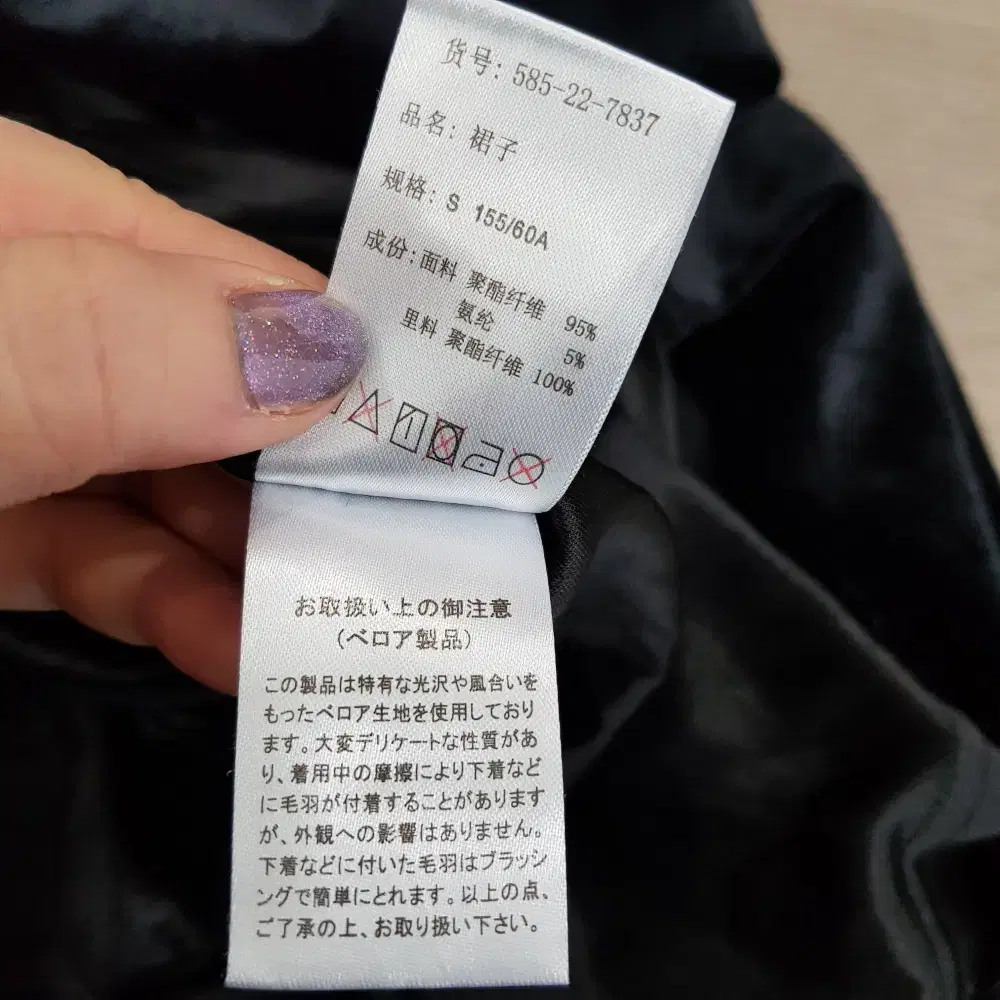 货号: 585-22-7837
品名: 裙子
规格: S 155/60A
成份: 面料 聚酯纤维 95%
氨纶 5%
里料 聚酯纤维 100%
お取扱い上の御注意
(ベロア製品)
この製品は特有な光沢や風合いを
もったベロア生地を使用しており
ます。大変デリケートな性質があ
り、着用中の摩擦により下着など
に毛羽が付着することがあります
が、外観への影響はありません。
下着などに付いた毛羽はブラッシ
ングで簡単にとれます。以上の点、
ご了承の上、お取り扱い下さい。